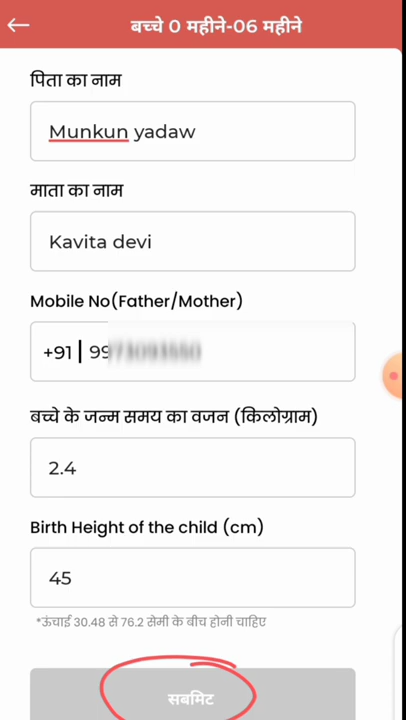 बच्चे 0 महीने-06 महीने
पिता का नाम
Munkun yadaw
माता का नाम
Kavita devi
Mobile No(Father/Mother)
+91
बच्चे के जन्म समय का वजन (किलोग्राम)
2.4
Birth Height of the child (cm)
45
*ऊंचाई 30.48 से 76.2 सेमी के बीच होनी चाहिए
सबमिट